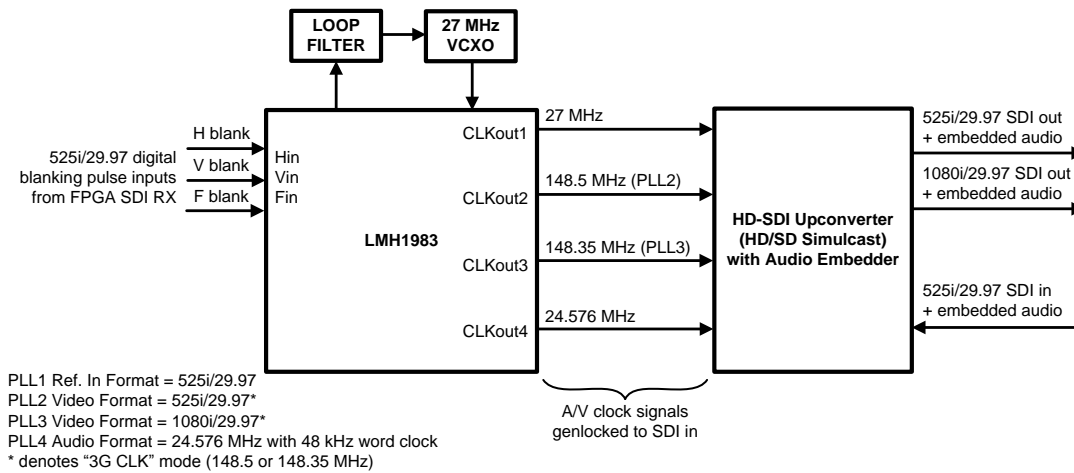 LOOP
FILTER
27 MHz
VCXO
H blank
V blank
F blank
525i/29.97 digital
blanking pulse inputs
from FPGA SDI RX
Hin
Vin
Fin
LMH1983
CLKout1
CLKout2
CLKout3
CLKout4
27 MHz
148.5 MHz (PLL2)
148.35 MHz (PLL3)
24.576 MHz
HD-SDI Upconverter
(HD/SD Simulcast)
with Audio Embedder
525i/29.97 SDI out
+ embedded audio
1080i/29.97 SDI out
+ embedded audio
525i/29.97 SDI in
+ embedded audio
A/V clock signals
genlocked to SDI in
PLL1 Ref. In Format = 525i/29.97
PLL2 Video Format = 525i/29.97*
PLL3 Video Format = 1080i/29.97*
PLL4 Audio Format = 24.576 MHz with 48 kHz word clock
* denotes “3G CLK” mode (148.5 or 148.35 MHz)